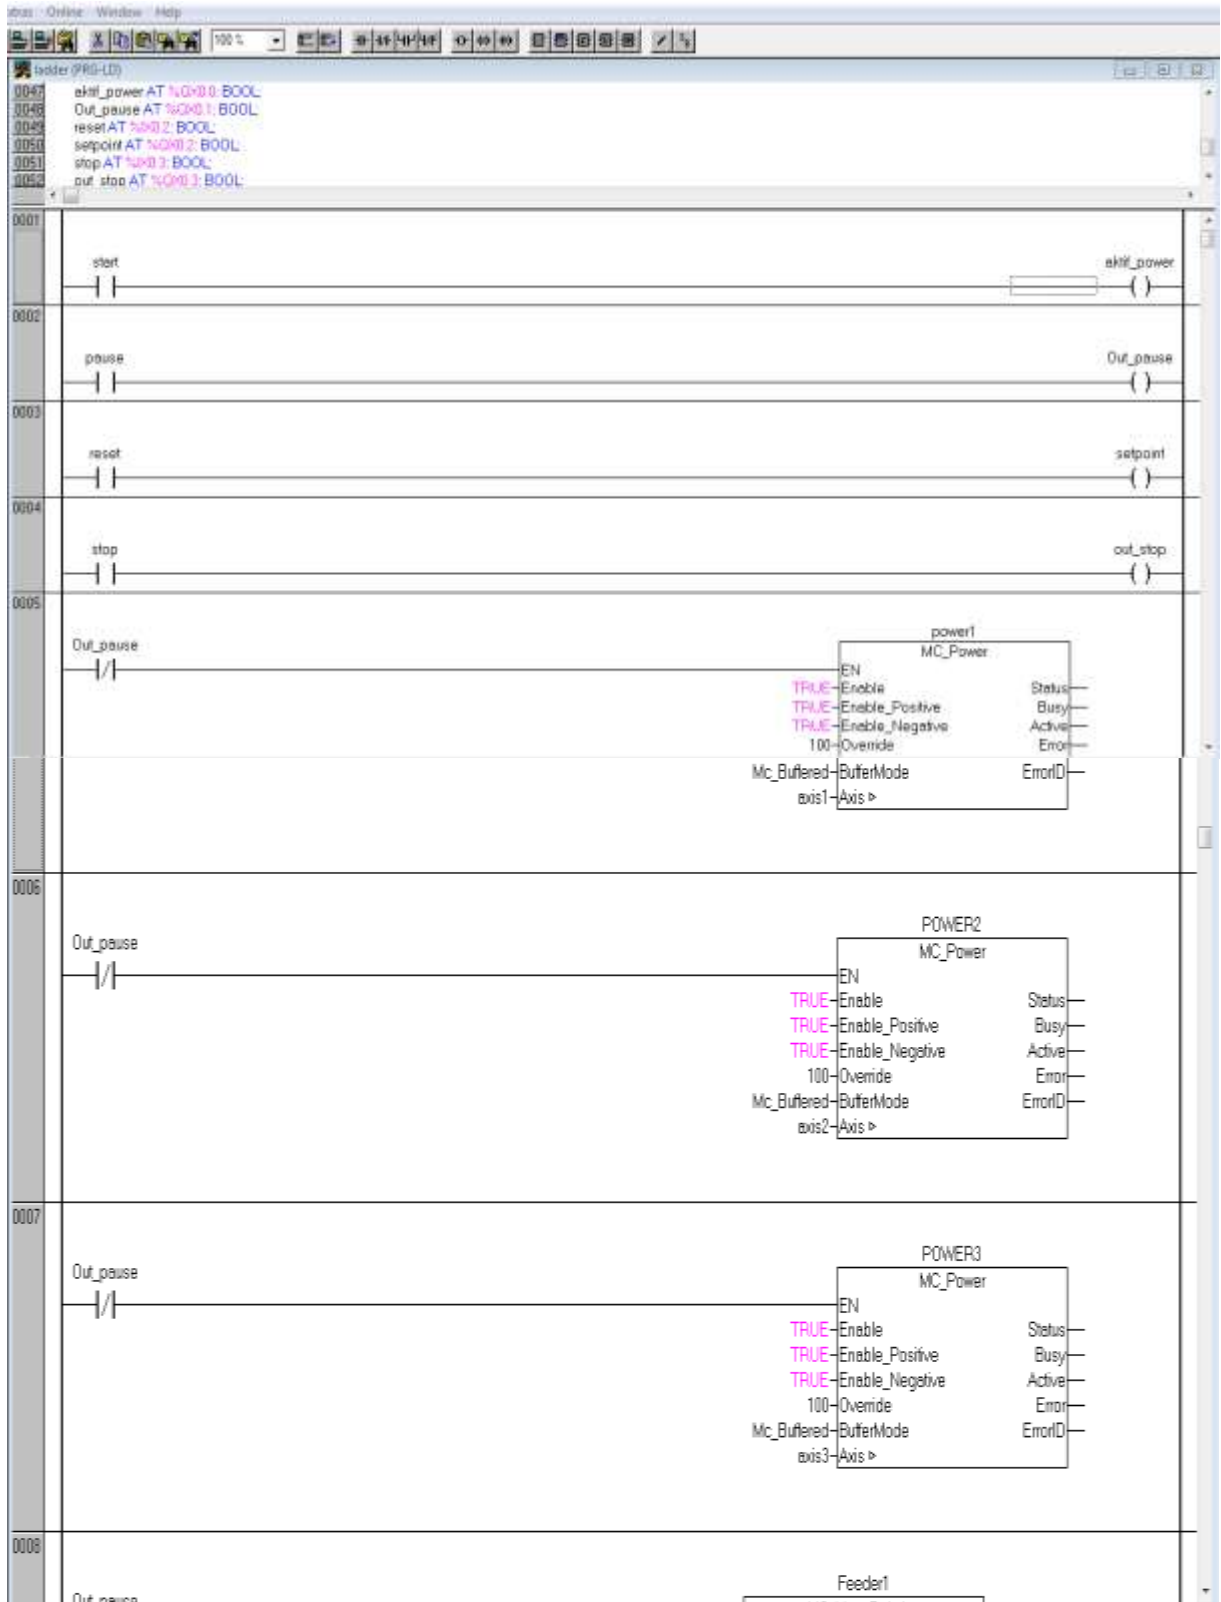 Online Window Help
100 %
ladder (PRG-LD)
0047 aktif_power AT %QX0.0: BOOL;
0048 Out_pause AT %QX0.1: BOOL;
0049 reset AT %IX0.2: BOOL;
0050 setpoint AT %QX0.2: BOOL;
0051 stop AT %IX0.3: BOOL;
0052 out_stop AT %QX0.3: BOOL;
0001
start aktif_power
0002
pause Out_pause
0003
reset setpoint
0004
stop out_stop
0005
power1
Out_pause MC_Power
EN
TRUE Enable Status
TRUE Enable_Positive Busy
TRUE Enable_Negative Active
100 Override Error
Mc_Buffered BufferMode ErrorID
axis1 Axis
0006
POWER2
Out_pause MC_Power
EN
TRUE Enable Status
TRUE Enable_Positive Busy
TRUE Enable_Negative Active
100 Override Error
Mc_Buffered BufferMode ErrorID
axis2 Axis
0007
POWER3
Out_pause MC_Power
EN
TRUE Enable Status
TRUE Enable_Positive Busy
TRUE Enable_Negative Active
100 Override Error
Mc_Buffered BufferMode ErrorID
axis3 Axis
0008
Feeder1
Out_pause